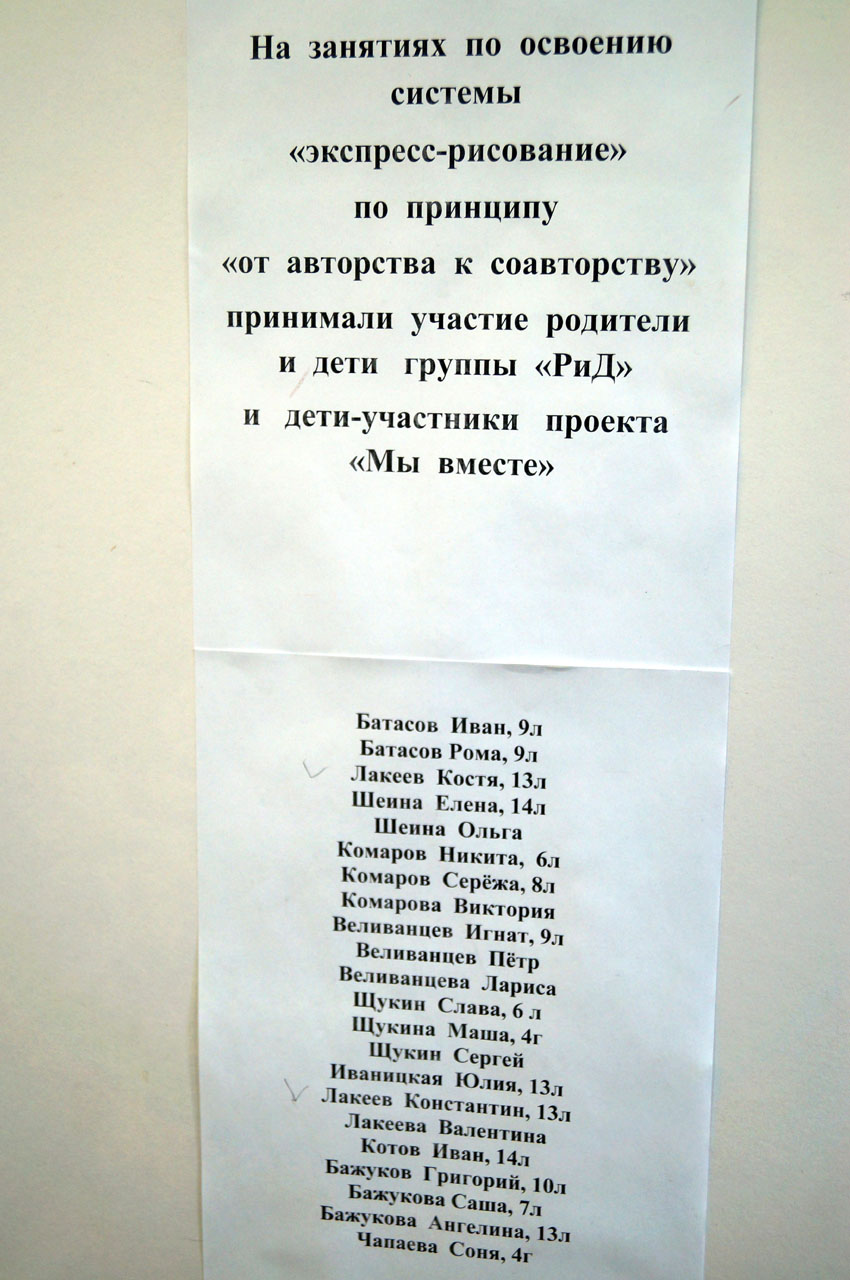 На занятиях по освоению
системы
«экспресс-рисование»
по принципу
«от авторства к соавторству»
принимали участие родители
и дети группы «РиД»
и дети-участники проекта
«Мы вместе»
Батасов Иван, 9л
Батасов Рома, 9л
Лакеев Костя, 13л
Шеина Елена, 14л
Шеина Ольга
Комаров Никита, 6л
Комаров Серёжа, 8л
Комарова Виктория
Великанцев Игнат, 9л
Великанцев Пётр
Великанцева Лариса
Щукин Слава, 6 л
Щукина Маша, 4г
Щукин Сергей
Иваницкая Юлия, 13л
Лакеев Константин, 13л
Лакеева Валентина
Котов Иван, 14л
Бажуков Григорий, 10л
Бажукова Саша, 7л
Бажукова Ангелина, 13л
Чапаева Соня, 4г